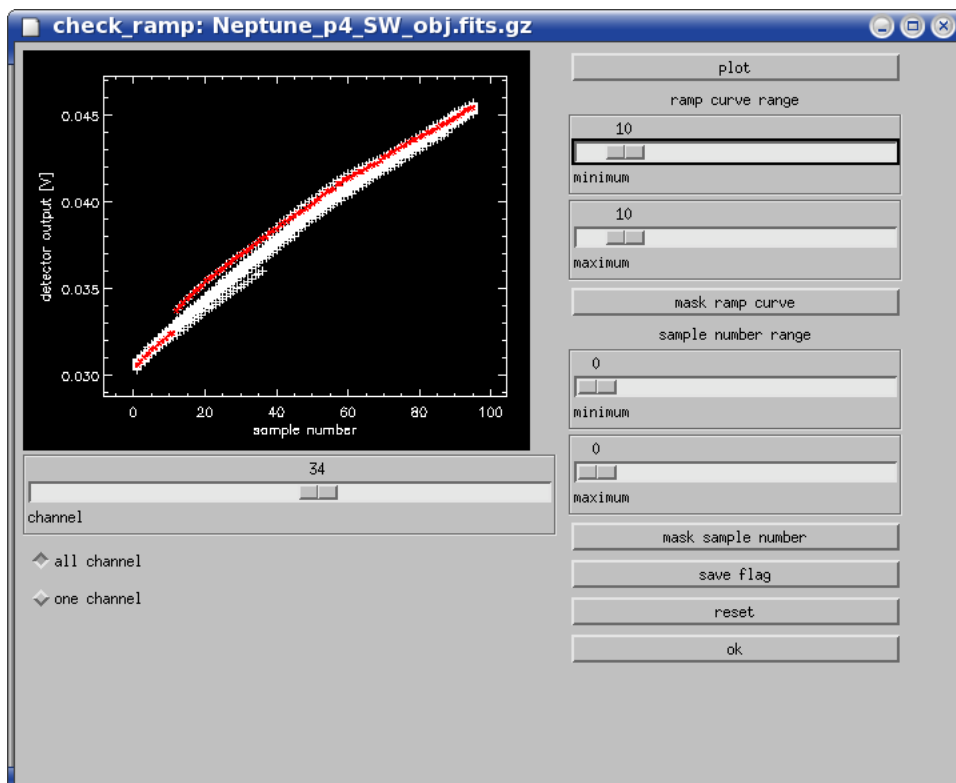 check_ramp: Neptune_p4_SW_obj.fits.gz
0.045
0.040
0.035
0.030
detector output [V]
0 20 40 60 80 100
sample number
34
channel
all channel
one channel
plot
ramp curve range
10
minimum
10
maximum
mask ramp curve
sample number range
0
minimum
0
maximum
mask sample number
save flag
reset
ok